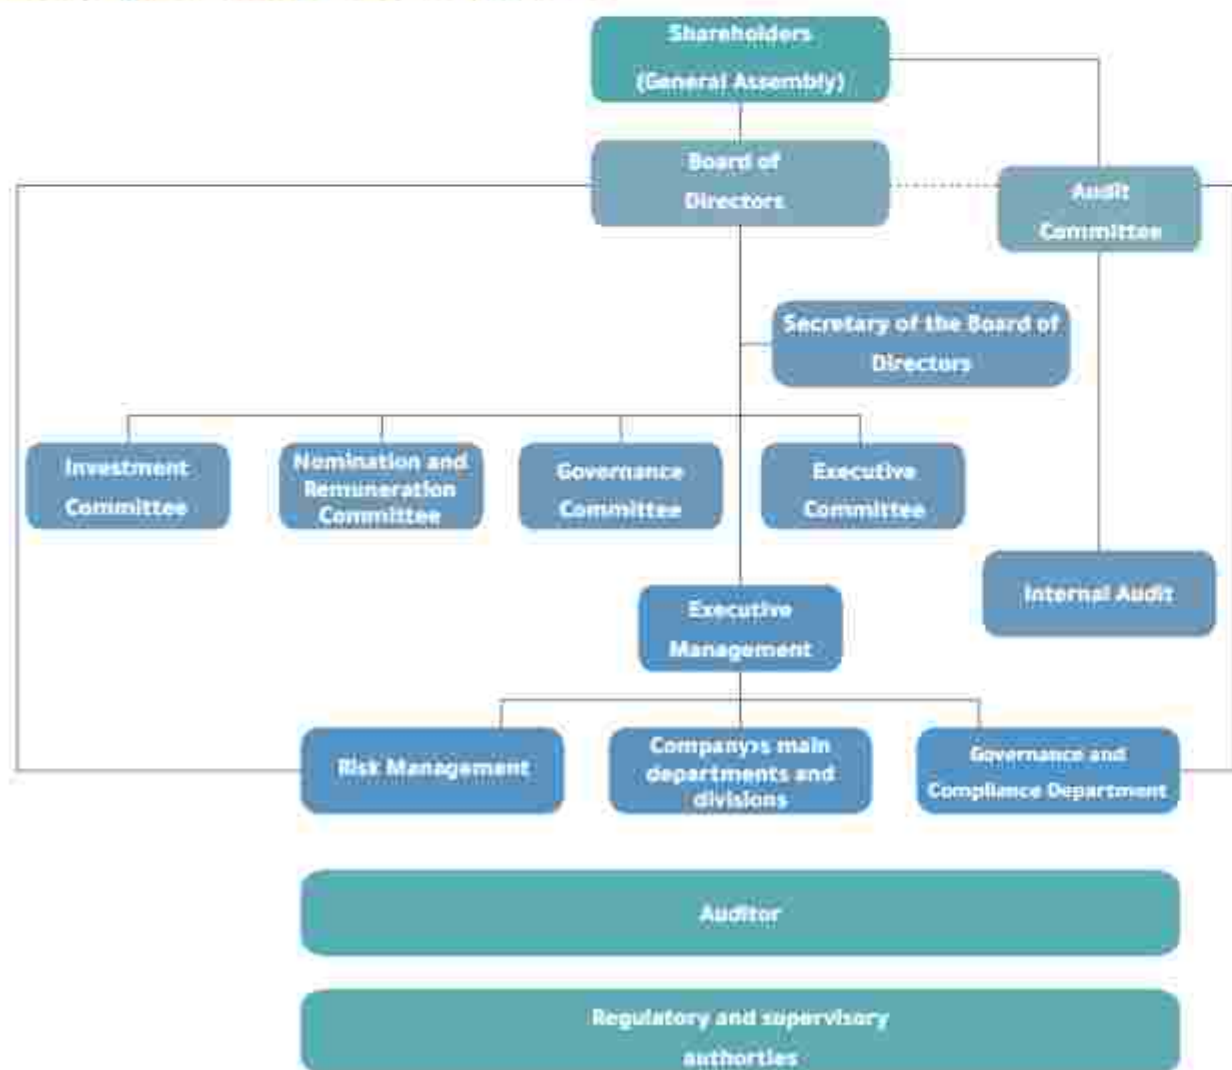 Shareholders
(General Assembly)
Board of
Directors
Audit
Committee
Secretary of the Board of
Directors
Investment
Committee
Nomination and
Remuneration
Committee
Governance
Committee
Executive
Committee
Internal Audit
Executive
Management
Risk Management
Company›s main
departments and
divisions
Governance and
Compliance Department
Auditor
Regulatory and supervisory
authorties